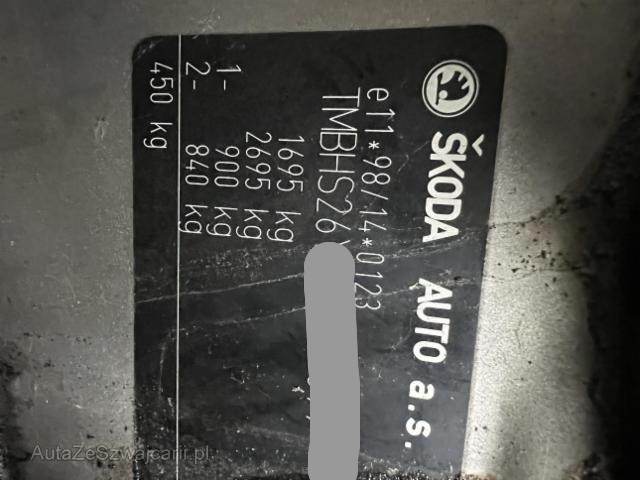 ŠKODA AUTO a.s.
e11*98/14*0123
TMBHS26
1695 kg
2695 kg
1- 900 kg
2- 840 kg
450 kg
AutaZeSzwajcarii.pl